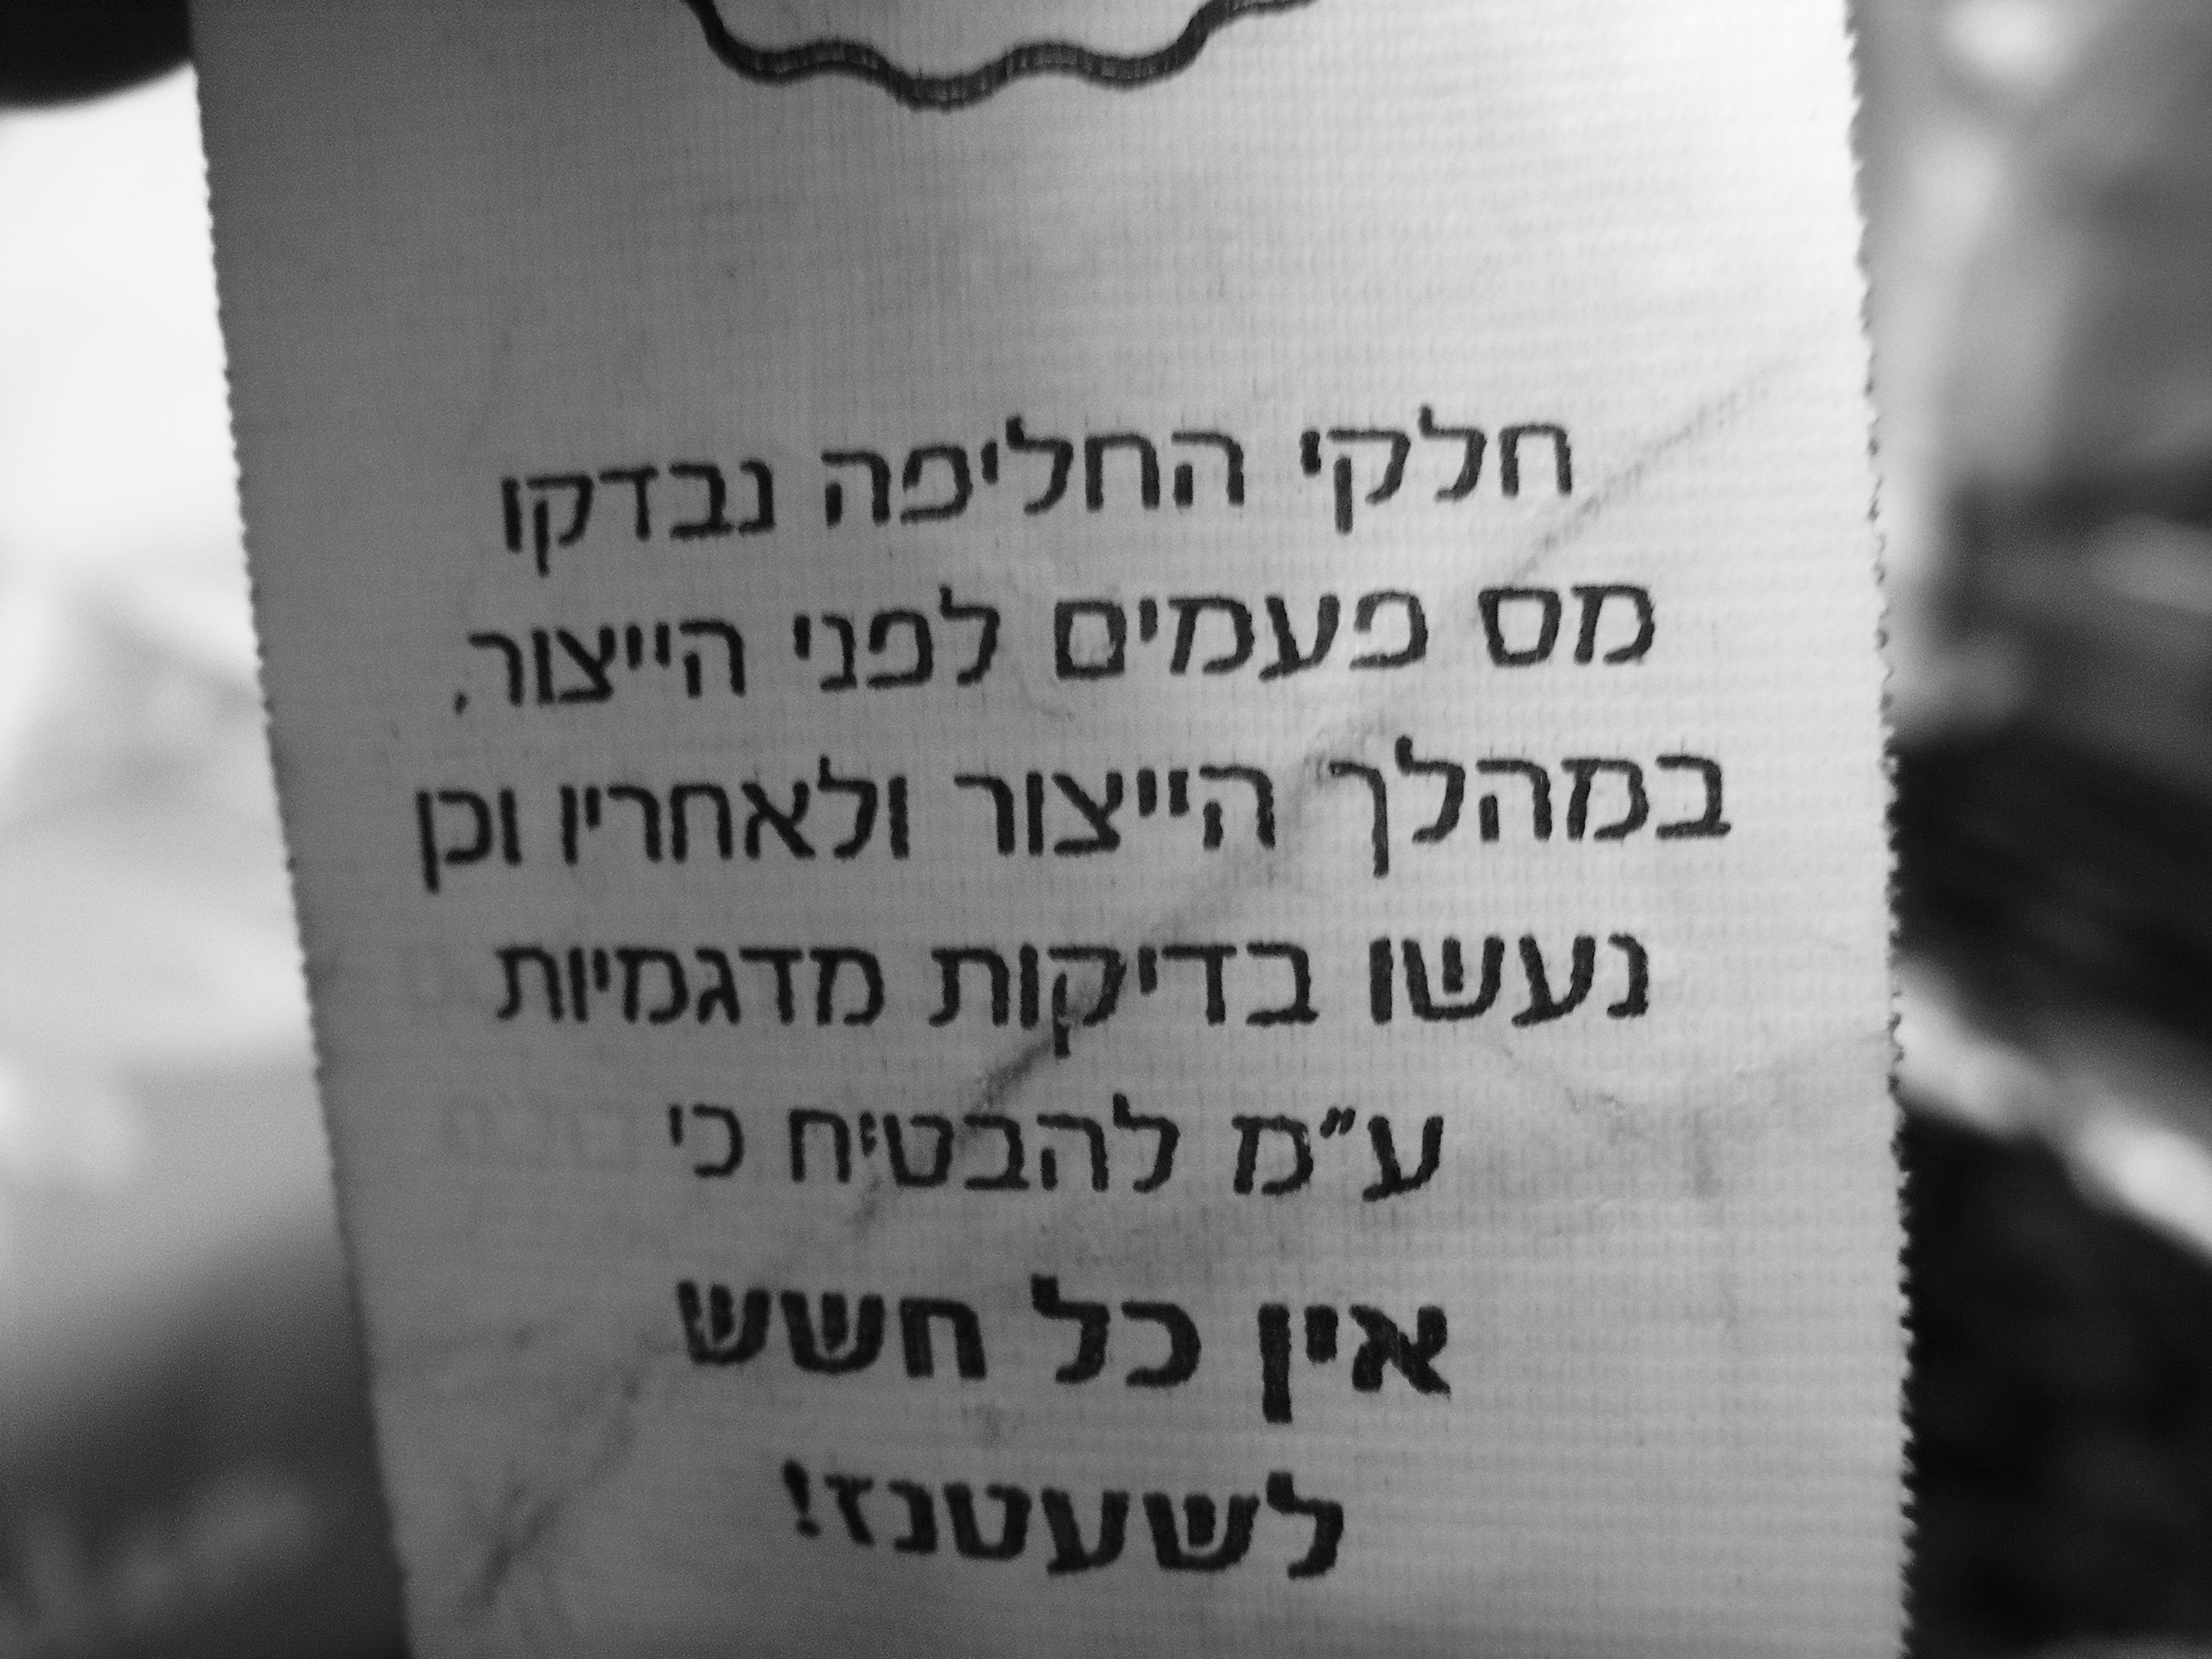 חלקי החליפה נבדקו
מס פעמים לפני הייצור,
במהלך הייצור ולאחריו וכן
נעשו בדיקות מדגמיות
ע״מ להבטיח כי
אין כל חשש
לשעטנז!